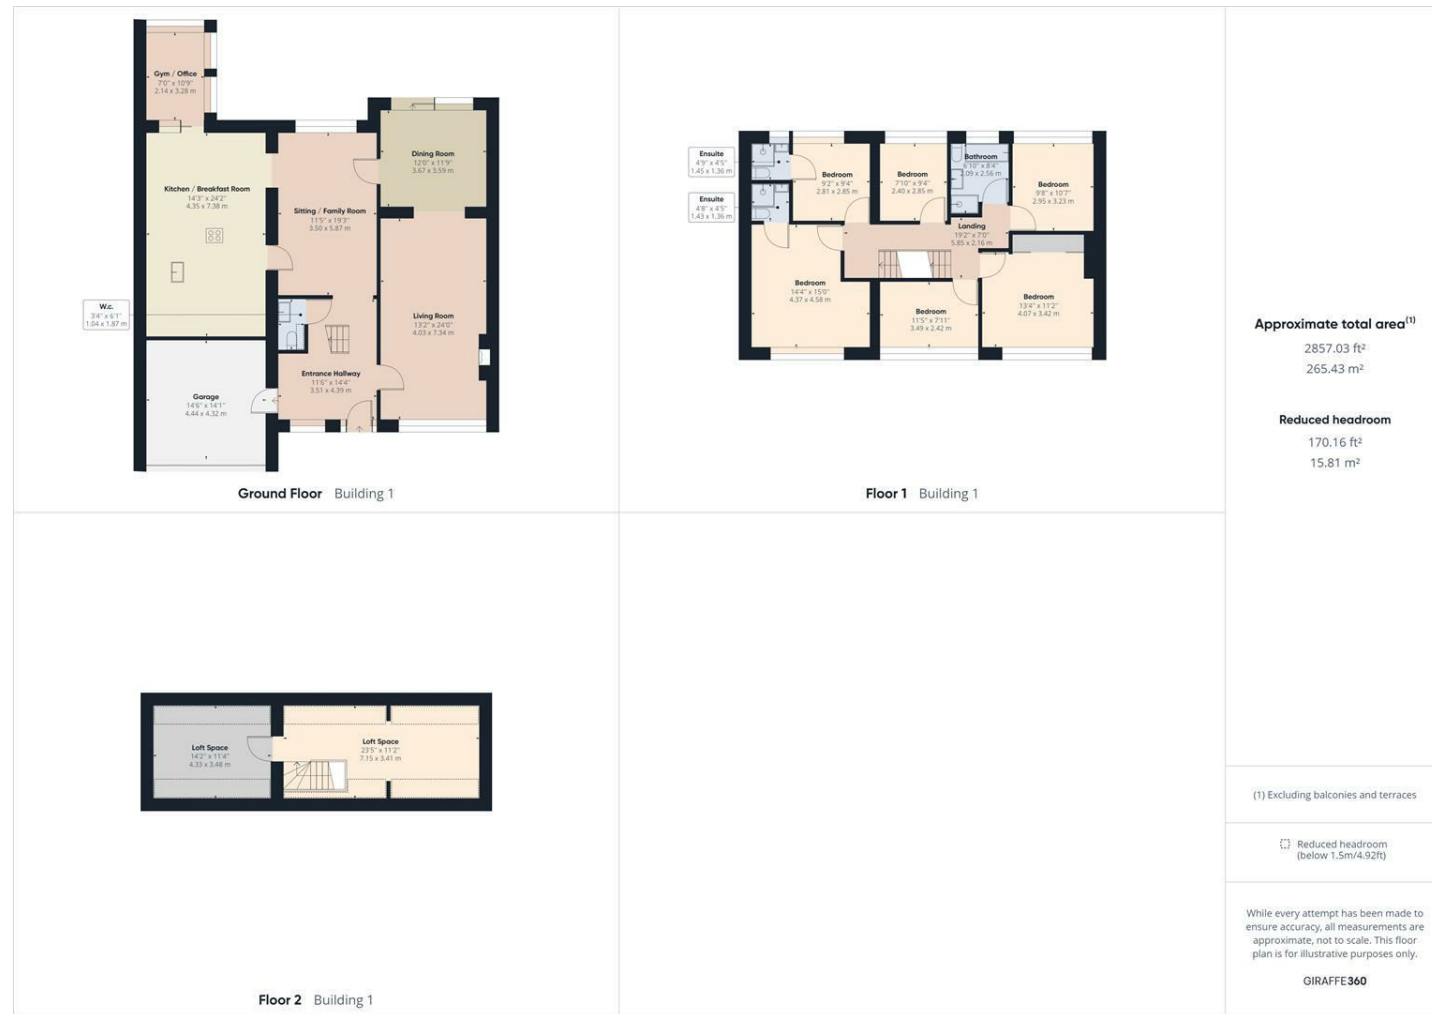 Gym / Office
7'0" x 10'9"
2.14 x 3.28 m
Dining Room
12'0" x 11'9"
3.67 x 3.59 m
Kitchen / Breakfast Room
14'3" x 24'2"
4.35 x 7.38 m
Sitting / Family Room
11'5" x 19'3"
3.50 x 5.87 m
W.c.
3'4" x 6'1"
1.04 x 1.87 m
Living Room
13'2" x 24'0"
4.03 x 7.34 m
Entrance Hallway
11'6" x 14'4"
3.51 x 4.39 m
Garage
14'6" x 14'1"
4.44 x 4.32 m
Ground Floor Building 1
Ensuite
4'9" x 4'5"
1.45 x 1.36 m
Ensuite
4'8" x 4'5"
1.43 x 1.36 m
Bedroom
9'2" x 9'4"
2.81 x 2.85 m
Bedroom
7'10" x 9'4"
2.40 x 2.85 m
Bathroom
6'10" x 8'4"
2.09 x 2.56 m
Bedroom
9'8" x 10'7"
2.95 x 3.23 m
Landing
19'2" x 7'0"
5.85 x 2.16 m
Bedroom
14'4" x 15'0"
4.37 x 4.58 m
Bedroom
11'5" x 7'11"
3.49 x 2.42 m
Bedroom
13'4" x 11'2"
4.07 x 3.42 m
Floor 1 Building 1
Loft Space
14'2" x 11'4"
4.33 x 3.48 m
Loft Space
23'5" x 11'2"
7.15 x 3.41 m
Floor 2 Building 1
Approximate total area(1)
2857.03 ft²
265.43 m²
Reduced headroom
170.16 ft²
15.81 m²
(1) Excluding balconies and terraces
Reduced headroom
(below 1.5m/4.92ft)
While every attempt has been made to
ensure accuracy, all measurements are
approximate, not to scale. This floor
plan is for illustrative purposes only.
GIRAFFE360